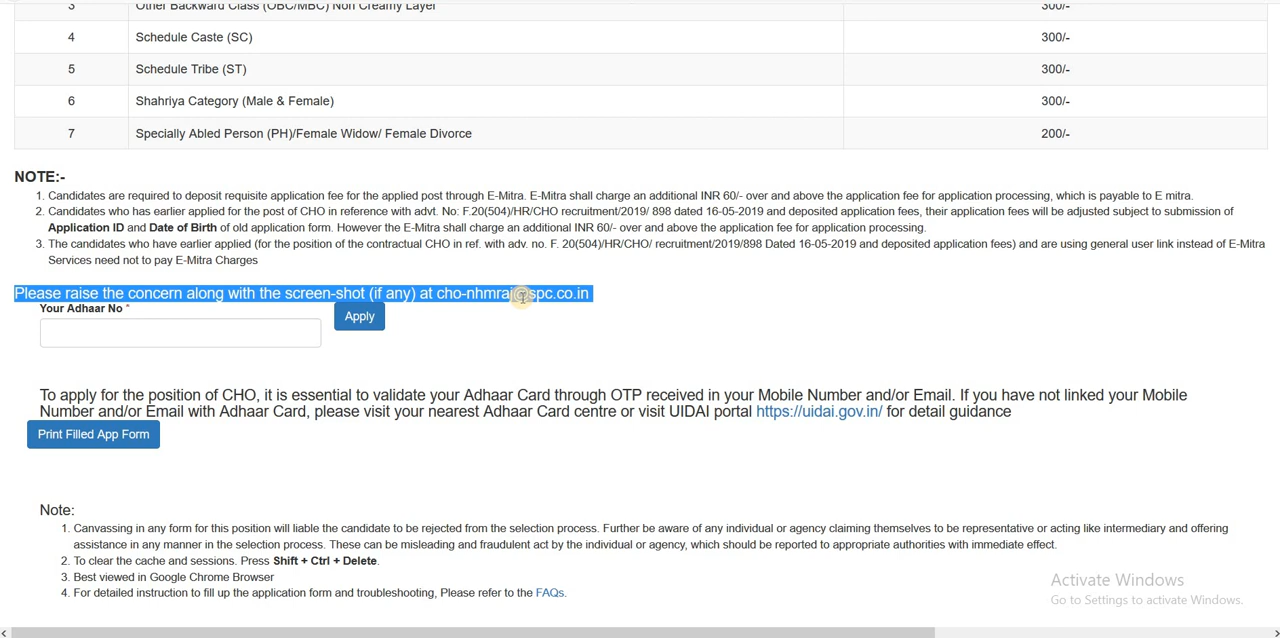 3 Other Backward Class (OBC/MBC) Non Creamy Layer 300/-
4 Schedule Caste (SC) 300/-
5 Schedule Tribe (ST) 300/-
6 Shahriya Category (Male & Female) 300/-
7 Specially Abled Person (PH)/Female Widow/ Female Divorce 200/-
NOTE:-
1. Candidates are required to deposit requisite application fee for the applied post through E-Mitra. E-Mitra shall charge an additional INR 60/- over and above the application fee for application processing, which is payable to E mitra.
2. Candidates who has earlier applied for the post of CHO in reference with advt. No: F.20(504)/HR/CHO recruitment/2019/ 898 dated 16-05-2019 and deposited application fees, their application fees will be adjusted subject to submission of
Application ID and Date of Birth of old application form. However the E-Mitra shall charge an additional INR 60/- over and above the application fee for application processing.
3. The candidates who have earlier applied (for the position of the contractual CHO in ref. with adv. no. F. 20(504)/HR/CHO/ recruitment/2019/898 Dated 16-05-2019 and deposited application fees) and are using general user link instead of E-Mitra
Services need not to pay E-Mitra Charges
Please raise the concern along with the screen-shot (if any) at cho-nhmraj@spc.co.in
Your Adhaar No *
Apply
To apply for the position of CHO, it is essential to validate your Adhaar Card through OTP received in your Mobile Number and/or Email. If you have not linked your Mobile
Number and/or Email with Adhaar Card, please visit your nearest Adhaar Card centre or visit UIDAI portal https://uidai.gov.in/ for detail guidance
Print Filled App Form
Note:
1. Canvassing in any form for this position will liable the candidate to be rejected from the selection process. Further be aware of any individual or agency claiming themselves to be representative or acting like intermediary and offering
assistance in any manner in the selection process. These can be misleading and fraudulent act by the individual or agency, which should be reported to appropriate authorities with immediate effect.
2. To clear the cache and sessions. Press Shift + Ctrl + Delete.
3. Best viewed in Google Chrome Browser
4. For detailed instruction to fill up the application form and troubleshooting, Please refer to the FAQs.
Activate Windows
Go to Settings to activate Windows.